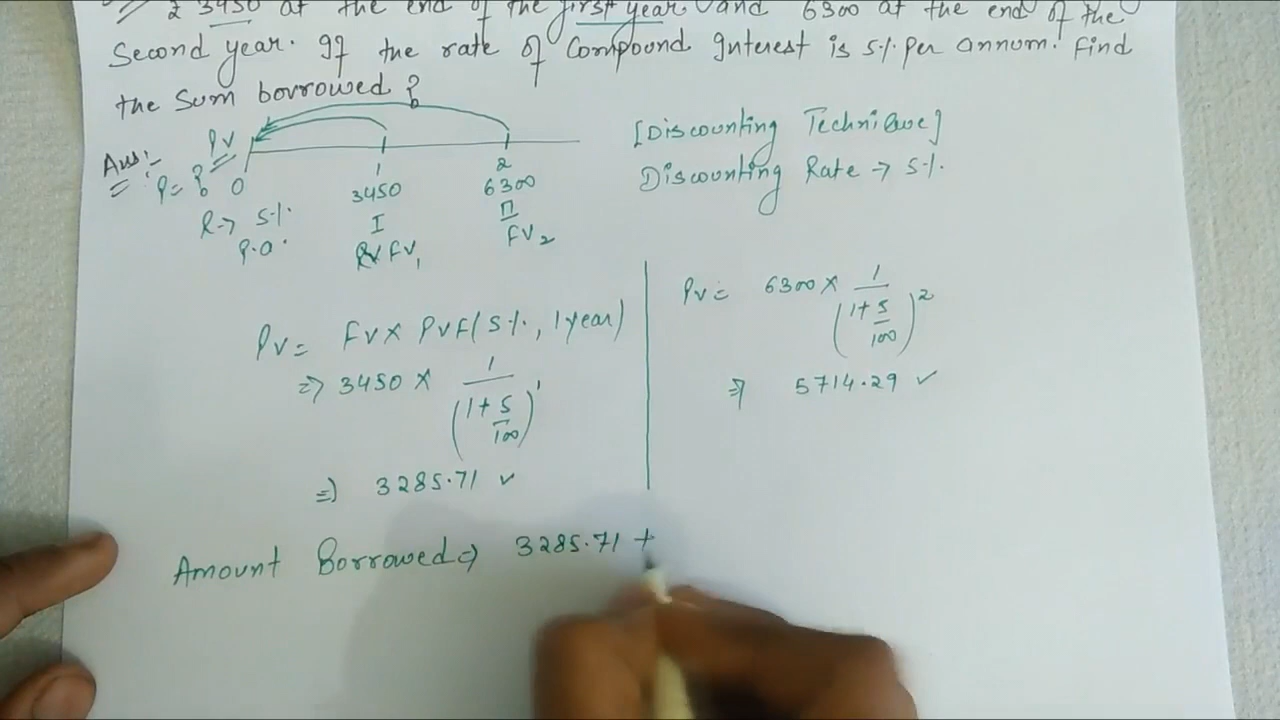 ₹ 3450 at the end of the first year and 6300 at the end of the
Second year. If the rate of Compound Interest is 5% per annum. Find
the Sum borrowed ?
Ans:-
PV
P= ?
0
1
2
3450
6300
R-> 5%
P.a.
I
II
FV1
FV2
[Discounting Technique]
Discounting Rate -> 5%.
PV= FV x PVF(5%, 1 year)
=> 3450 x 1/(1+5/100)^1
=> 3285.71 ✓
PV= 6300 x 1/(1+5/100)^2
=> 5714.29 ✓
Amount Borrowed => 3285.71 +